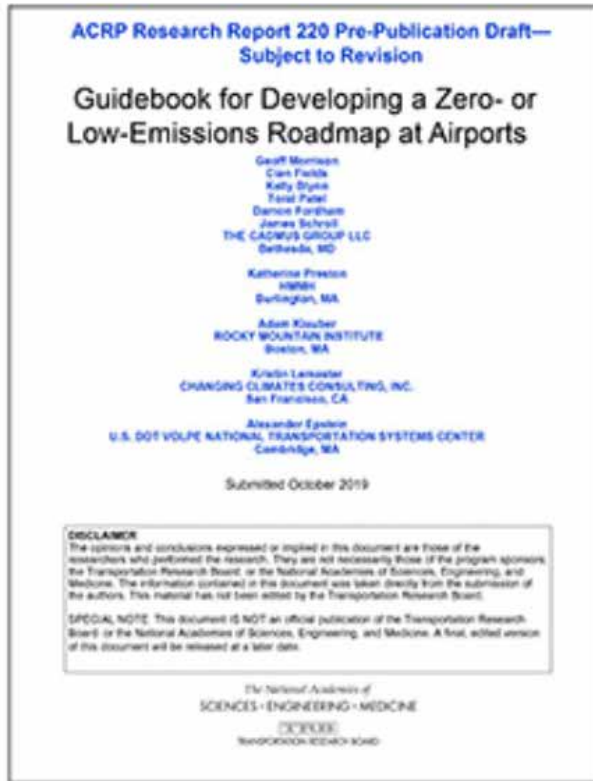 ACRP Research Report 220 Pre-Publication Draft—
Subject to Revision
Guidebook for Developing a Zero- or
Low-Emissions Roadmap at Airports
Geoff Morrison
Cian Fields
Kelly Blynn
Toral Patel
Damon Fordham
James Schroll
THE CADMUS GROUP LLC
Bethesda, MD
Katherine Preston
HMMH
Burlington, MA
Adam Klauber
ROCKY MOUNTAIN INSTITUTE
Boston, MA
Kristin Lemaster
CHANGING CLIMATES CONSULTING, INC.
San Francisco, CA
Alexander Epstein
U.S. DOT VOLPE NATIONAL TRANSPORTATION SYSTEMS CENTER
Cambridge, MA
Submitted October 2019
DISCLAIMER
The opinions and conclusions expressed or implied in this document are those of the
researchers who performed the research. They are not necessarily those of the program sponsors;
the Transportation Research Board; or the National Academies of Sciences, Engineering, and
Medicine. The information contained in this document was taken directly from the submission of
the authors. This material has not been edited by the Transportation Research Board.
SPECIAL NOTE: This document IS NOT an official publication of the Transportation Research
Board or the National Academies of Sciences, Engineering, and Medicine. A final, edited version
of this document will be released at a later date.
The National Academies of
SCIENCES • ENGINEERING • MEDICINE
TRANSPORTATION RESEARCH BOARD